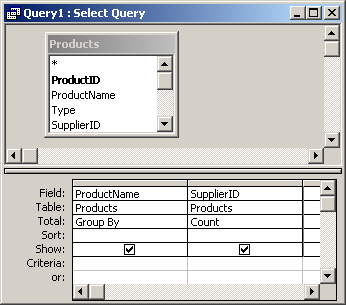 Query1 : Select Query
Products
*
ProductID
ProductName
Type
SupplierID
Field: ProductName SupplierID
Table: Products Products
Total: Group By Count
Sort:
Show:
Criteria:
or: